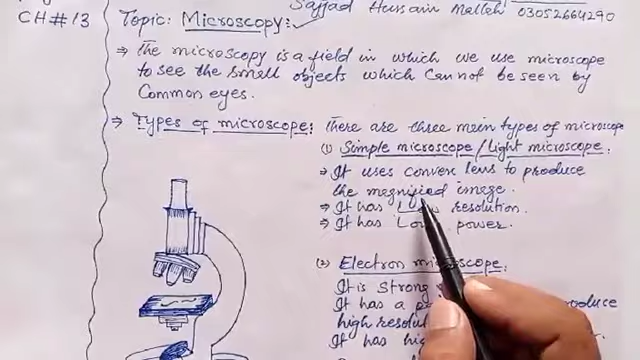 Sajjad Hussain Malleh 03052664290
CH#13
Topic: Microscopy:
⇒ The microscopy is a field in which we use microscope
to see the small objects which can not be seen by
Common eyes.
⇒ Types of microscope: There are three main types of microscope
(1) Simple microscope/Light microscope.
⇒ It uses convex lens to produce
the magnified image.
⇒ It has Low resolution.
⇒ It has Low power.
(2) Electron microscope.
It is Strong
It has a produce
high
It has